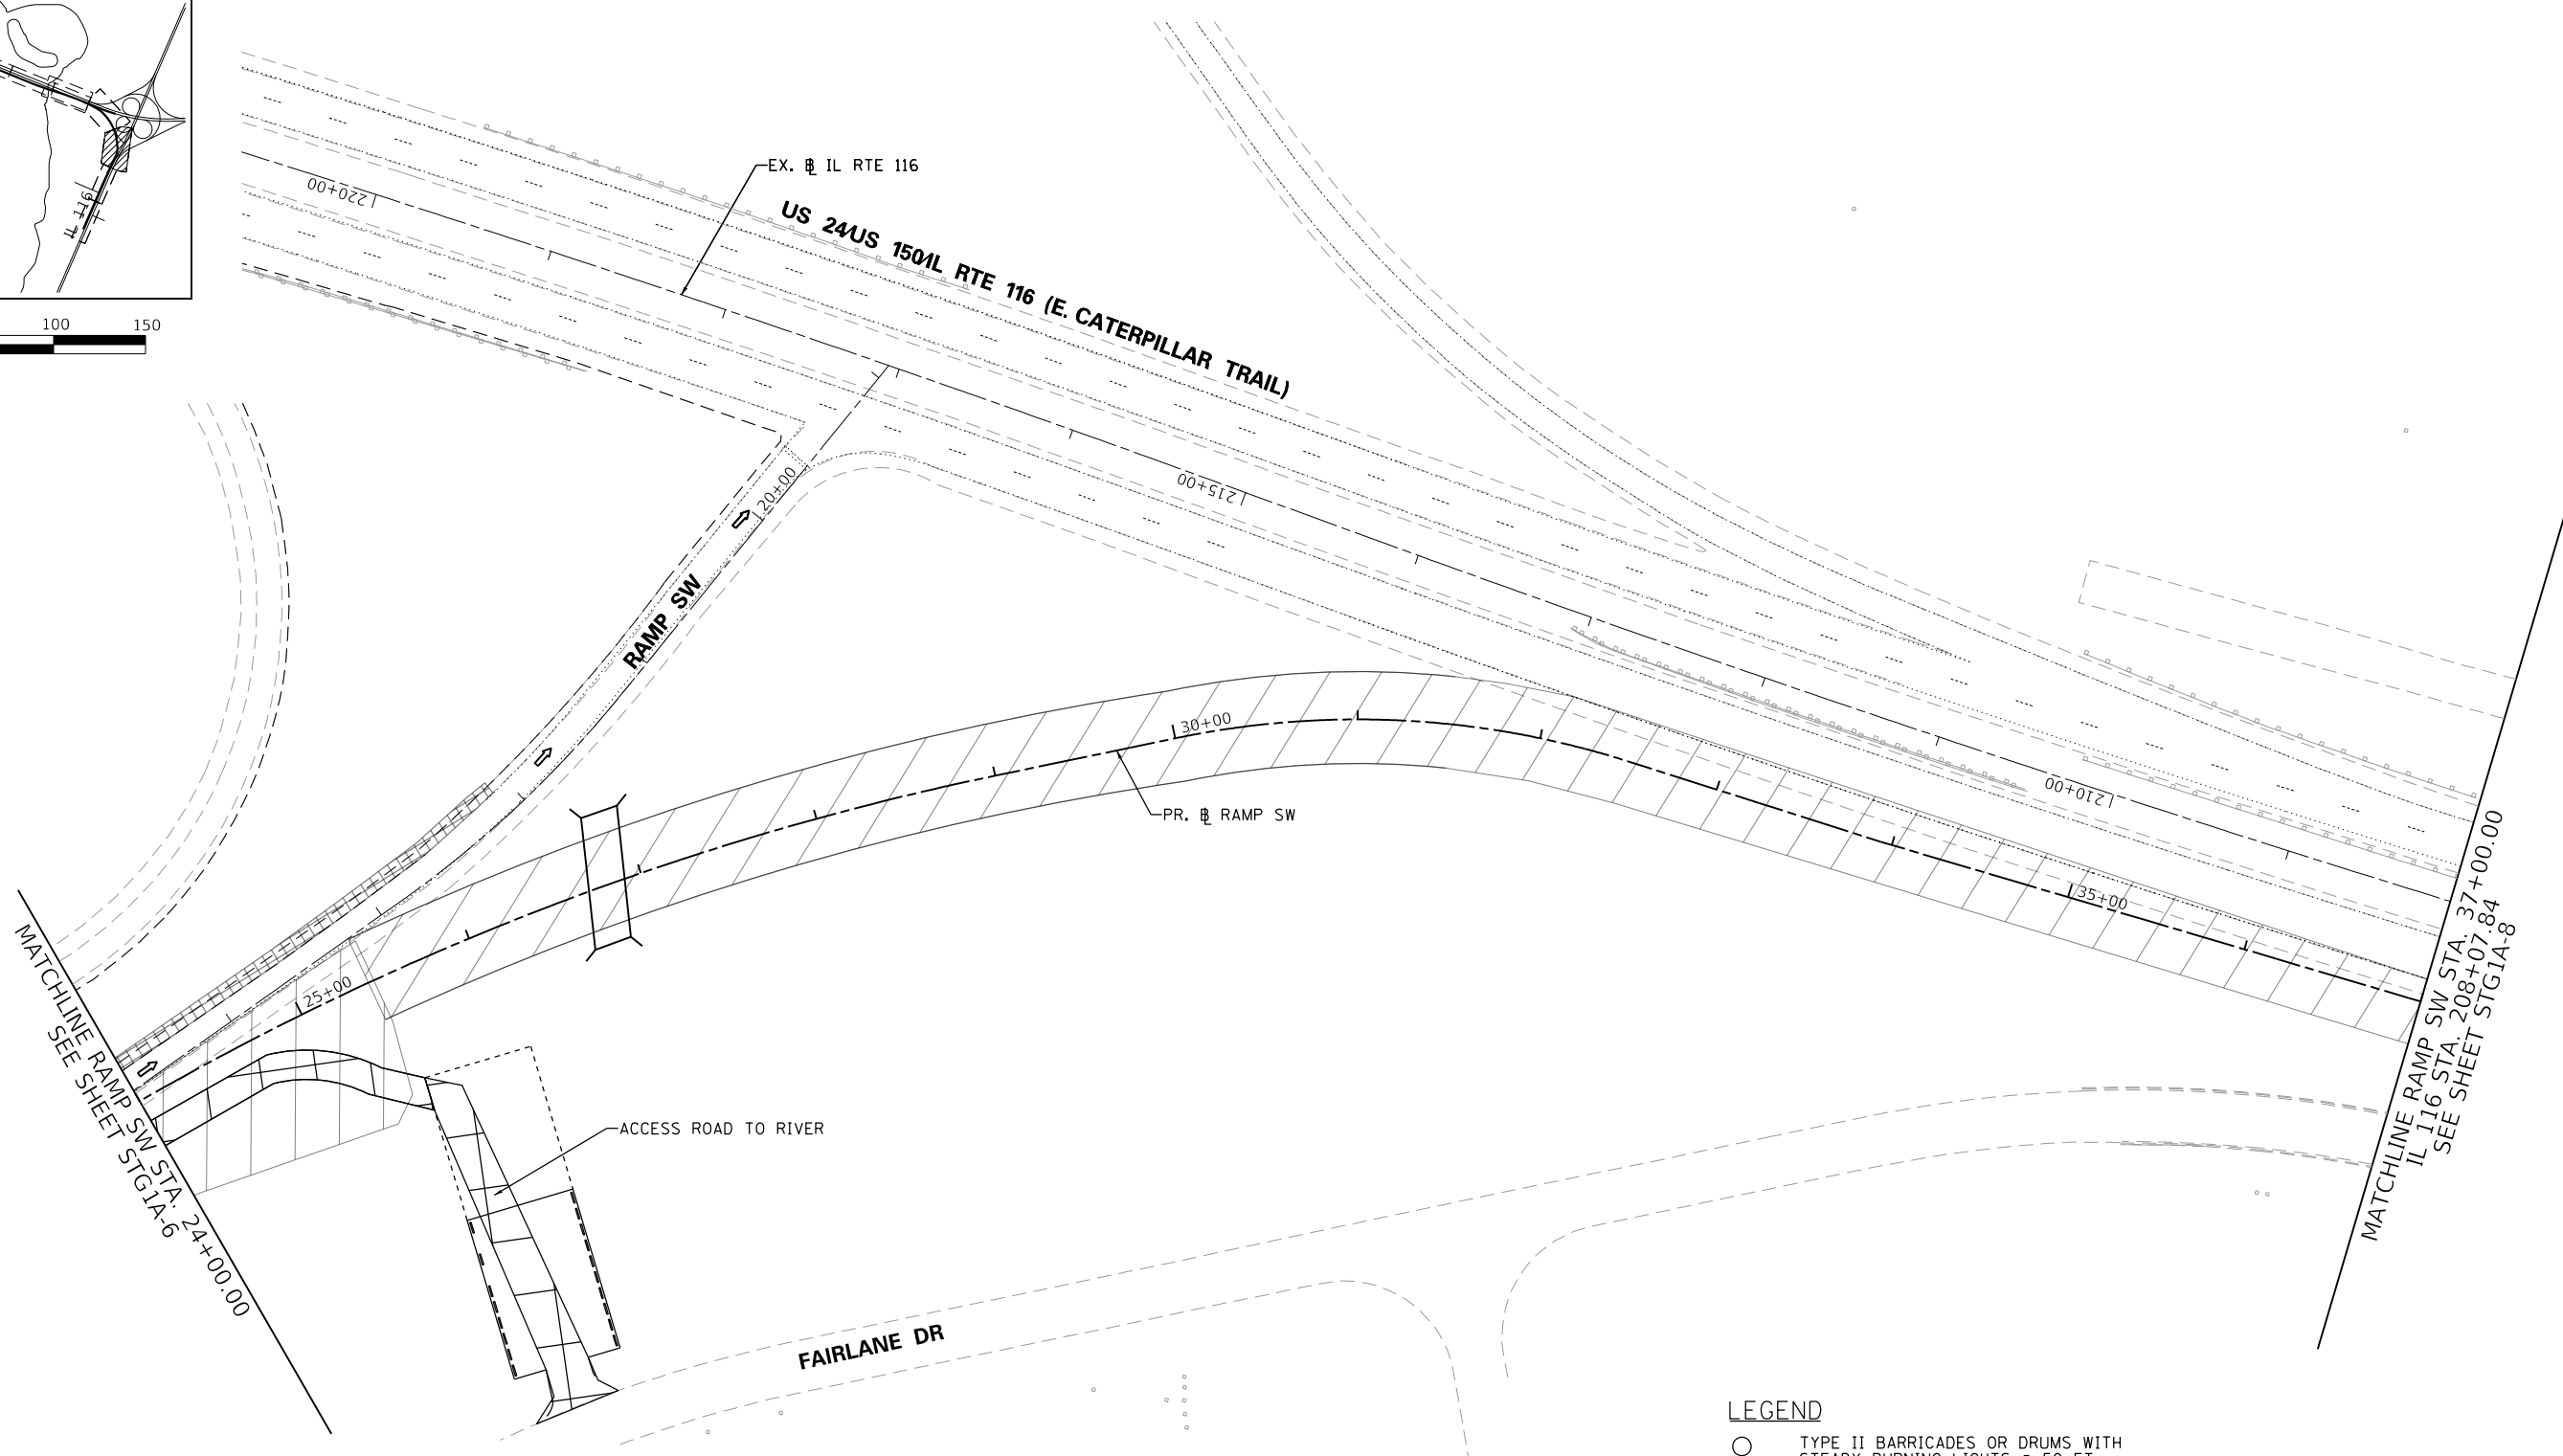 IL 116
100 150
EX. ⅊ IL RTE 116
US 24/US 150/IL RTE 116 (E. CATERPILLAR TRAIL)
220+00
215+00
210+00
20+00
RAMP SW
30+00
PR. ⅊ RAMP SW
35+00
25+00
MATCHLINE RAMP SW STA. 24+00.00
SEE SHEET STG1A-6
MATCHLINE RAMP SW STA. 37+00.00
IL 116 STA. 208+07.84
SEE SHEET STG1A-8
ACCESS ROAD TO RIVER
FAIRLANE DR
LEGEND
TYPE II BARRICADES OR DRUMS WITH